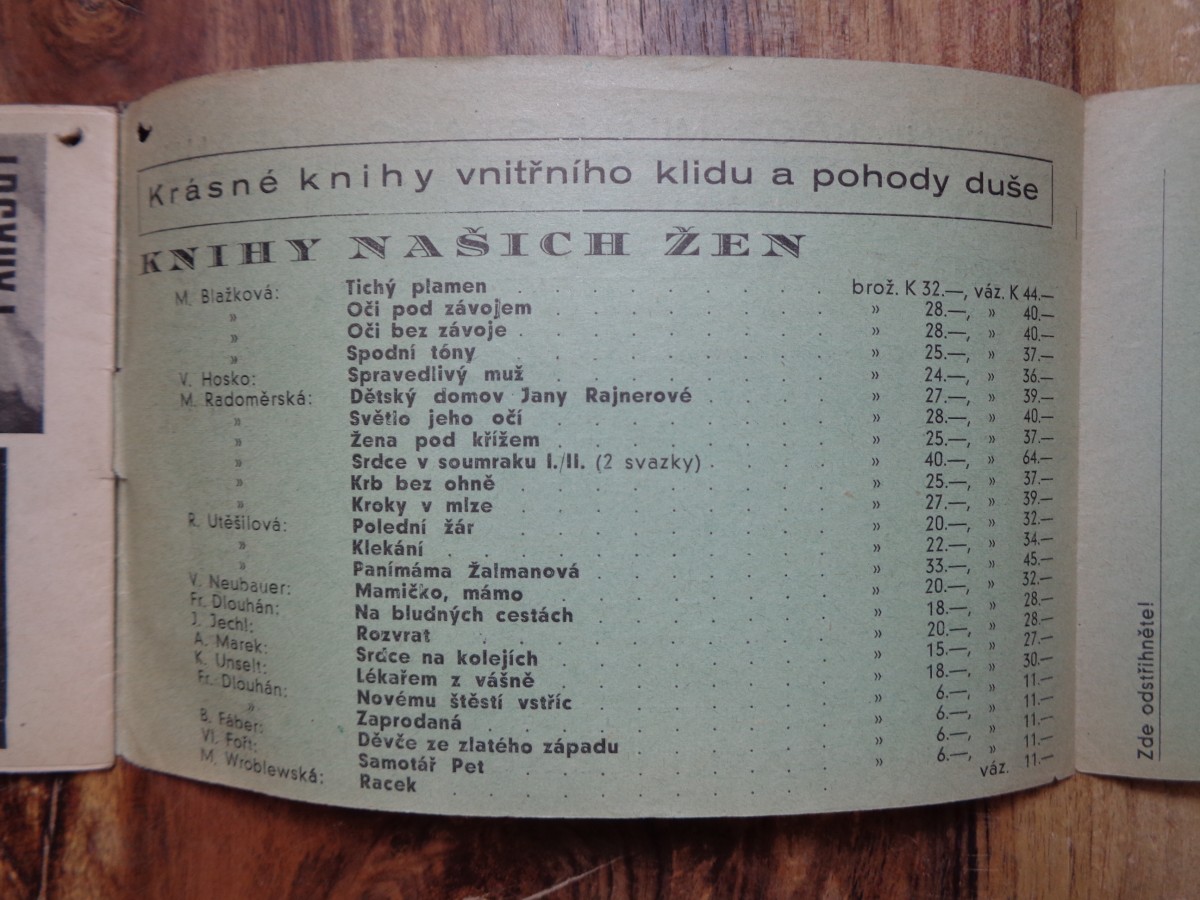 Krásné knihy vnitřního klidu a pohody duše
KNIHY NAŠICH ŽEN
M. Blažková: Tichý plamen . . . . . . . brož. K 32.—, váz. K 44.—
» Oči pod závojem . . . . . . » 28.—, » 40.—
» Oči bez závoje . . . . . . . » 28.—, » 40.—
» Spodní tóny . . . . . . . » 25.—, » 37.—
V. Hosko: Spravedlivý muž . . . . . . » 24.—, » 36.—
M. Radoměrská: Dětský domov Jany Rajnerové . . . » 27.—, » 39.—
» Světlo jeho očí . . . . . . » 28.—, » 40.—
» Žena pod křížem . . . . . . » 25.—, » 37.—
» Srdce v soumraku I./II. (2 svazky) . . . » 40.—, » 64.—
» Krb bez ohně . . . . . . . » 25.—, » 37.—
» Kroky v mlze . . . . . . . » 27.—, » 39.—
R. Utěšilová: Polední žár . . . . . . . » 20.—, » 32.—
» Klekání . . . . . . . . » 22.—, » 34.—
» Panímáma Žalmanová . . . . . » 33.—, » 45.—
V. Neubauer: Mamičko, mámo . . . . . . » 20.—, » 32.—
Fr. Dlouhán: Na bludných cestách . . . . . » 18.—, » 28.—
J. Jechl: Rozvrat . . . . . . . . » 20.—, » 28.—
A. Marek: Srdce na kolejích . . . . . . » 15.—, » 27.—
K. Unselt: Lékařem z vášně . . . . . . » 18.—, » 30.—
Fr. Dlouhán: Novému štěstí vstříc . . . . . » 6.—, » 11.—
» Zaprodaná . . . . . . . » 6.—, » 11.—
B. Fáber: Děvče ze zlatého západu . . . . » 6.—, » 11.—
Vl. Fořt: Samotář Pet . . . . . . . » 6.—, » 11.—
M. Wroblewská: Racek . . . . . . . . váz. 11.—
Zde odstřihněte!